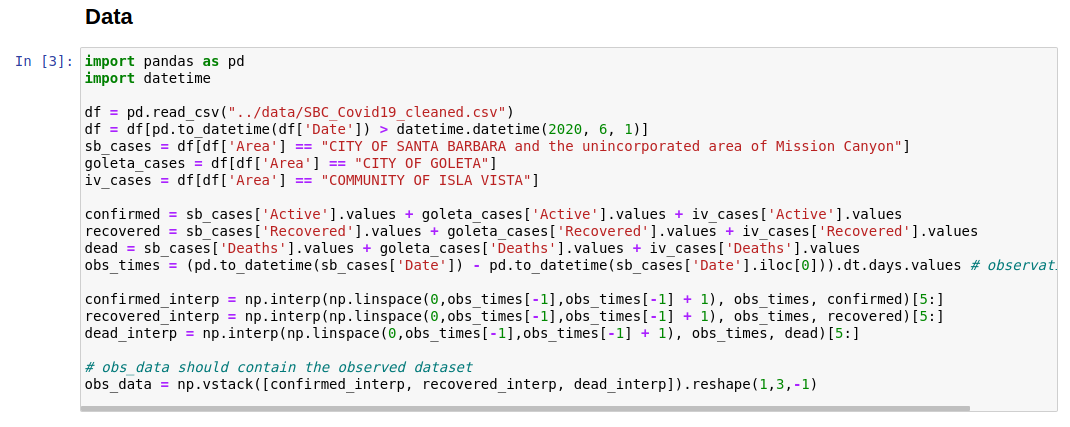 Data
In [3]:
import pandas as pd
import datetime
df = pd.read_csv("../data/SBC_Covid19_cleaned.csv")
df = df[pd.to_datetime(df['Date']) > datetime.datetime(2020, 6, 1)]
sb_cases = df[df['Area'] == "CITY OF SANTA BARBARA and the unincorporated area of Mission Canyon"]
goleta_cases = df[df['Area'] == "CITY OF GOLETA"]
iv_cases = df[df['Area'] == "COMMUNITY OF ISLA VISTA"]
confirmed = sb_cases['Active'].values + goleta_cases['Active'].values + iv_cases['Active'].values
recovered = sb_cases['Recovered'].values + goleta_cases['Recovered'].values + iv_cases['Recovered'].values
dead = sb_cases['Deaths'].values + goleta_cases['Deaths'].values + iv_cases['Deaths'].values
obs_times = (pd.to_datetime(sb_cases['Date']) - pd.to_datetime(sb_cases['Date'].iloc[0])).dt.days.values #
confirmed_interp = np.interp(np.linspace(0,obs_times[-1],obs_times[-1] + 1), obs_times, confirmed)[5:]
recovered_interp = np.interp(np.linspace(0,obs_times[-1],obs_times[-1] + 1), obs_times, recovered)[5:]
dead_interp = np.interp(np.linspace(0,obs_times[-1],obs_times[-1] + 1), obs_times, dead)[5:]
# obs_data should contain the observed dataset
obs_data = np.vstack([confirmed_interp, recovered_interp, dead_interp]).reshape(1,3,-1)